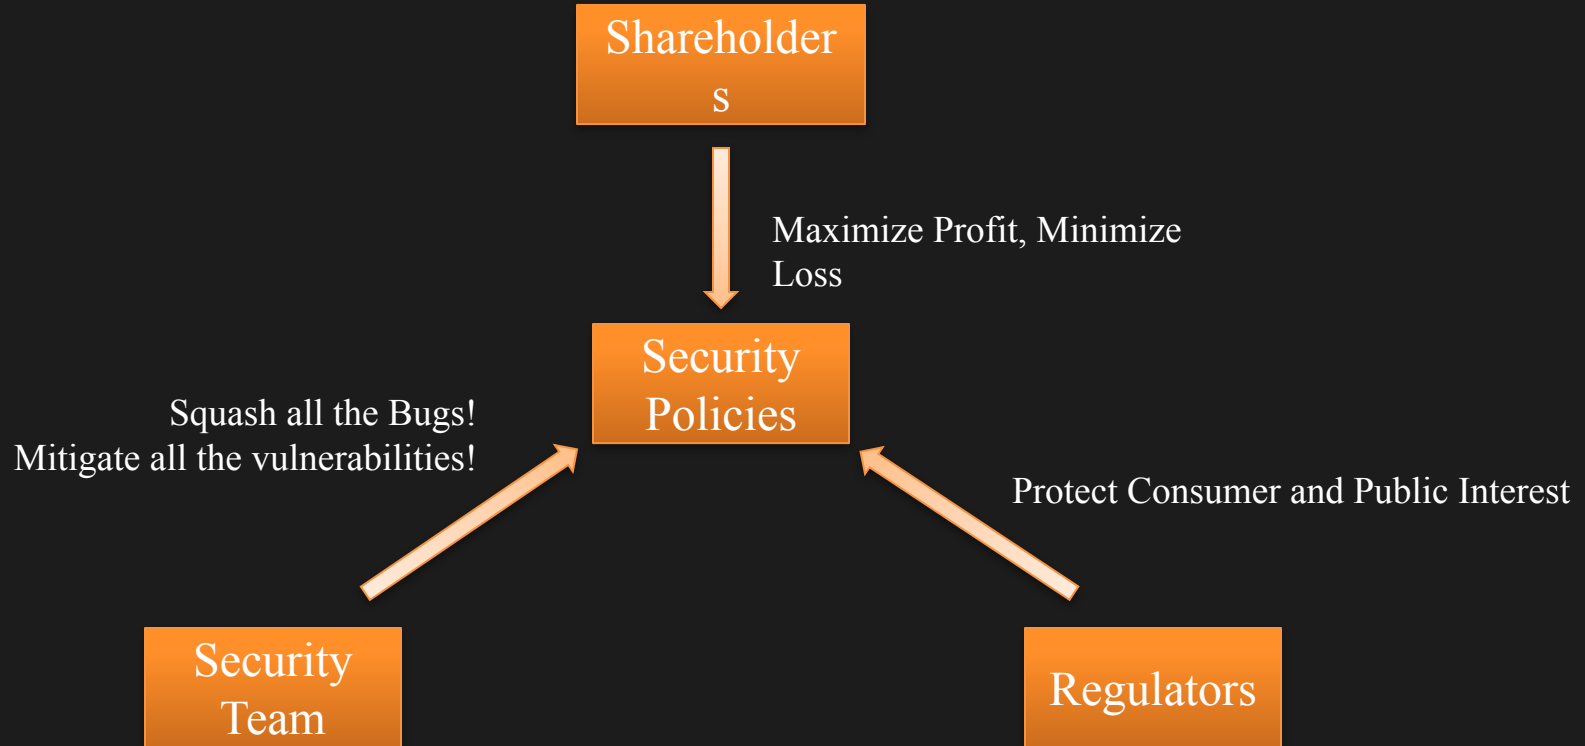 Shareholder
s
Maximize Profit, Minimize
Loss
Security
Policies
Squash all the Bugs!
Mitigate all the vulnerabilities!
Protect Consumer and Public Interest
Security
Team
Regulators